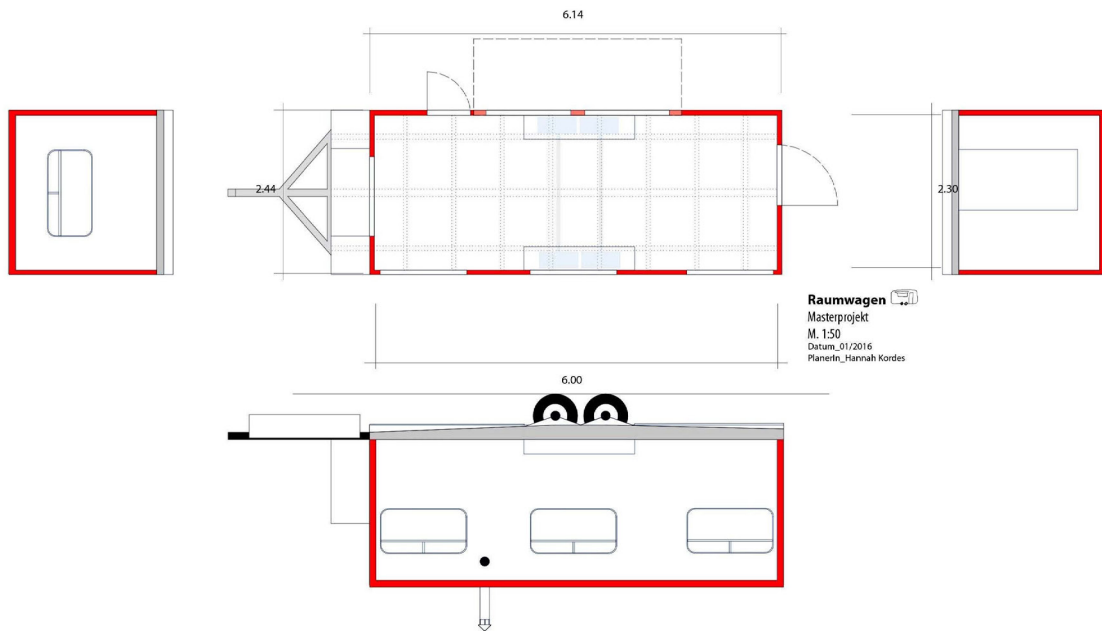 6.14
2.44
2.30
Raumwagen
Masterprojekt
M. 1:50
Datum_01/2016
PlanerIn_Hannah Kordes
6.00